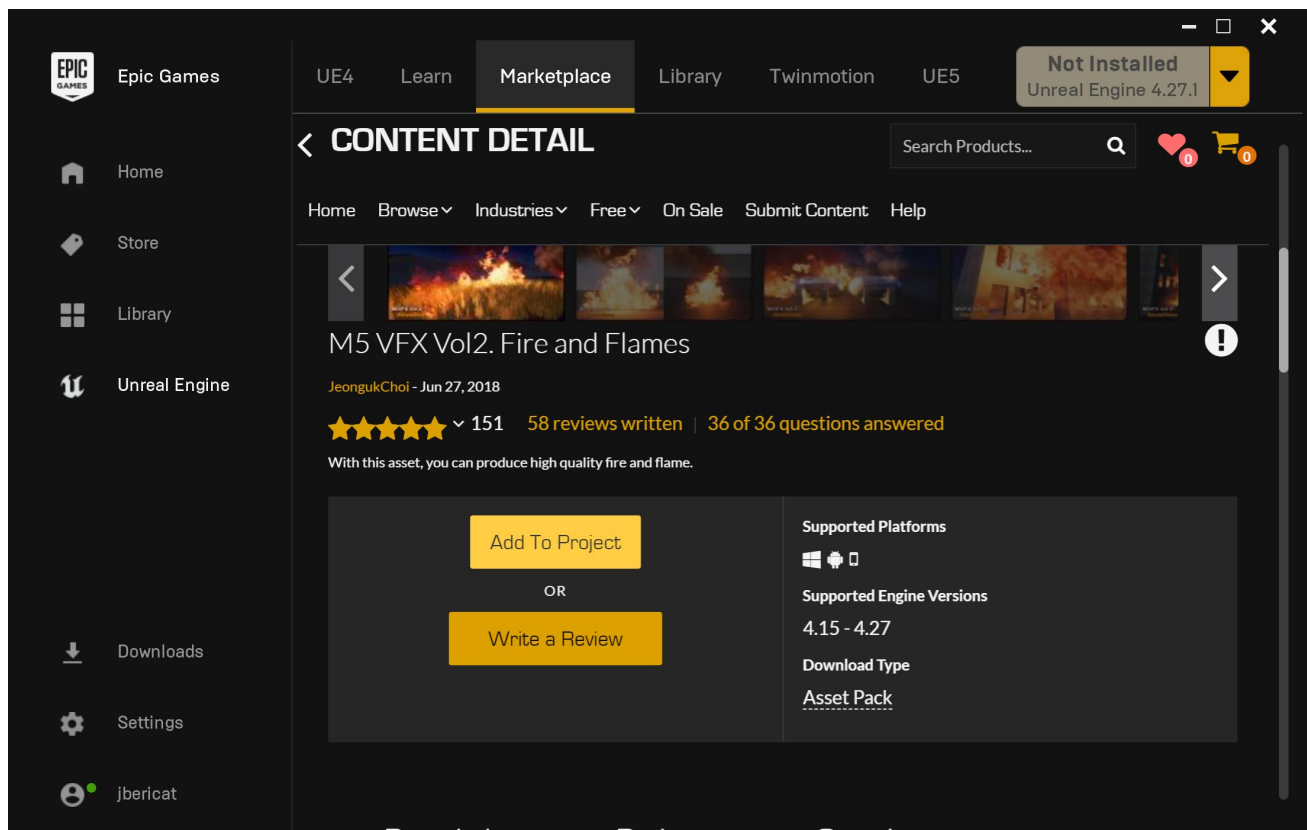 EPIC GAMES
Epic Games
UE4 Learn Marketplace Library Twinmotion UE5
Not Installed
Unreal Engine 4.27.1
Home
Store
Library
Unreal Engine
Downloads
Settings
jbericat
CONTENT DETAIL
Search Products...
0
0
Home Browse Industries Free On Sale Submit Content Help
M5 VFX Vol2. Fire and Flames
JeongukChoi - Jun 27, 2018
151 58 reviews written | 36 of 36 questions answered
With this asset, you can produce high quality fire and flame.
Add To Project
OR
Write a Review
Supported Platforms
Supported Engine Versions
4.15 - 4.27
Download Type
Asset Pack